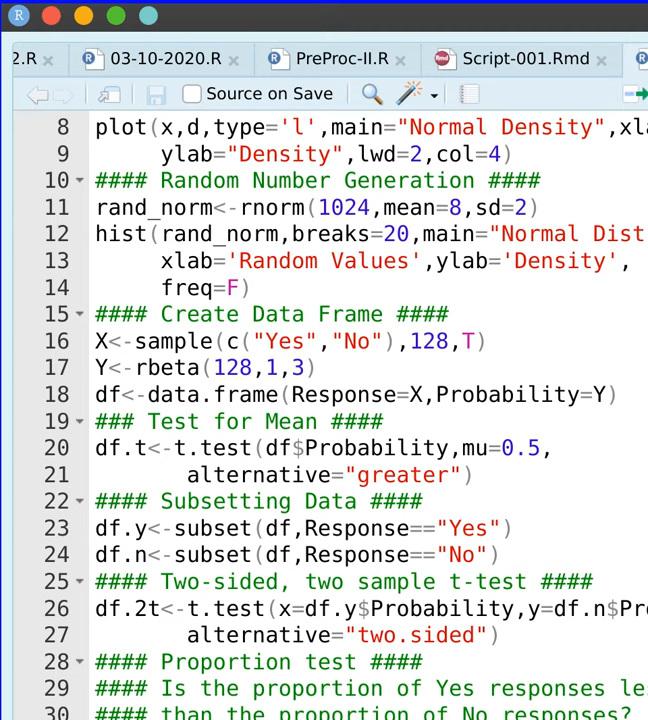 2.R × 03-10-2020.R × PreProc-II.R × Script-001.Rmd ×
Source on Save
8 plot(x,d,type='l',main="Normal Density",xla
9 ylab="Density",lwd=2,col=4)
10 #### Random Number Generation ####
11 rand_norm<-rnorm(1024,mean=8,sd=2)
12 hist(rand_norm,breaks=20,main="Normal Dist
13 xlab='Random Values',ylab='Density',
14 freq=F)
15 #### Create Data Frame ####
16 X<-sample(c("Yes","No"),128,T)
17 Y<-rbeta(128,1,3)
18 df<-data.frame(Response=X,Probability=Y)
19 ### Test for Mean ####
20 df.t<-t.test(df$Probability,mu=0.5,
21 alternative="greater")
22 #### Subsetting Data ####
23 df.y<-subset(df,Response=="Yes")
24 df.n<-subset(df,Response=="No")
25 #### Two-sided, two sample t-test ####
26 df.2t<-t.test(x=df.y$Probability,y=df.n$Pro
27 alternative="two.sided")
28 #### Proportion test ####
29 #### Is the proportion of Yes responses les
30 #### than the proportion of No responses?